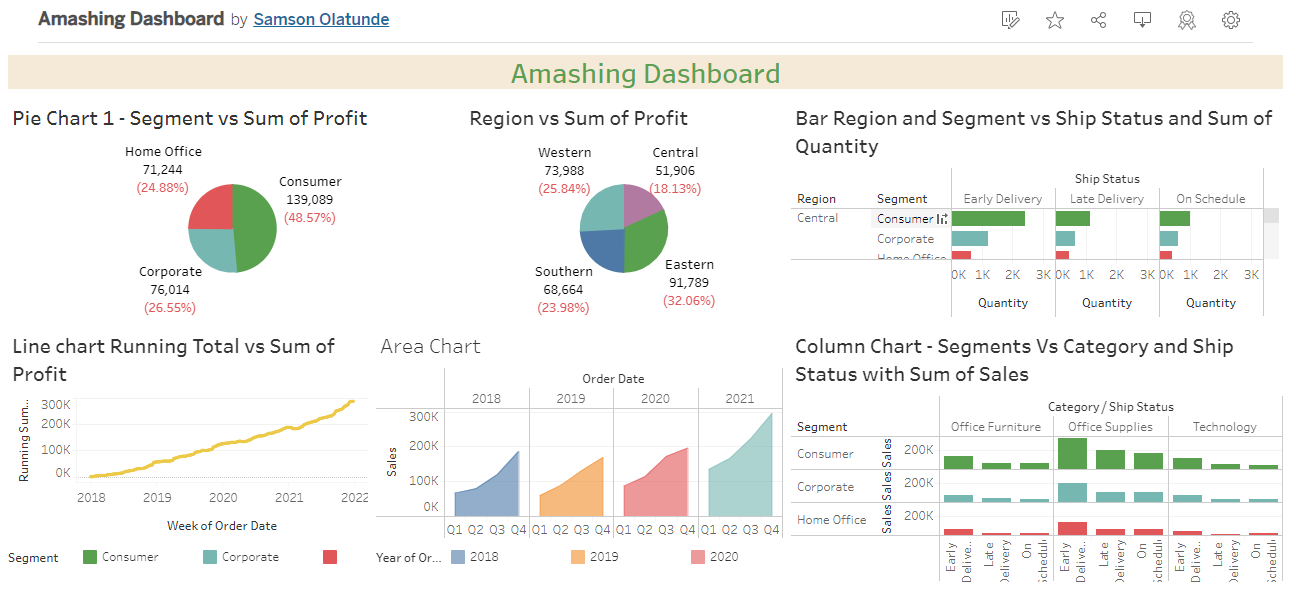 Amashing Dashboard by Samson Olatunde
Amashing Dashboard
Pie Chart 1 - Segment vs Sum of Profit
Home Office
71,244
(24.88%)
Consumer
139,089
(48.57%)
Corporate
76,014
(26.55%)
Region vs Sum of Profit
Western
73,988
(25.84%)
Central
51,906
(18.13%)
Southern
68,664
(23.98%)
Eastern
91,789
(32.06%)
Bar Region and Segment vs Ship Status and Sum of
Quantity
Ship Status
Region Segment Early Delivery Late Delivery On Schedule
Central Consumer
Corporate
Home Office
0K 1K 2K 3K 0K 1K 2K 3K 0K 1K 2K 3K
Quantity Quantity Quantity
Line chart Running Total vs Sum of
Profit
Running Sum...
300K
200K
100K
0K
2018 2019 2020 2021 2022
Week of Order Date
Area Chart
Order Date
2018 2019 2020 2021
Sales
300K
200K
100K
0K
Q1 Q2 Q3 Q4 Q1 Q2 Q3 Q4 Q1 Q2 Q3 Q4 Q1 Q2 Q3 Q4
Column Chart - Segments Vs Category and Ship
Status with Sum of Sales
Category / Ship Status
Segment Office Furniture Office Supplies Technology
Consumer Sales 200K
Corporate Sales 200K
Home Office Sales 200K
Early
Delive..
Late
Delivery
On
Schedul
Early
Delive..
Late
Delivery
On
Schedul
Early
Delive..
Late
Delivery
On
Schedul
Segment Consumer Corporate
Year of Or... 2018 2019 2020